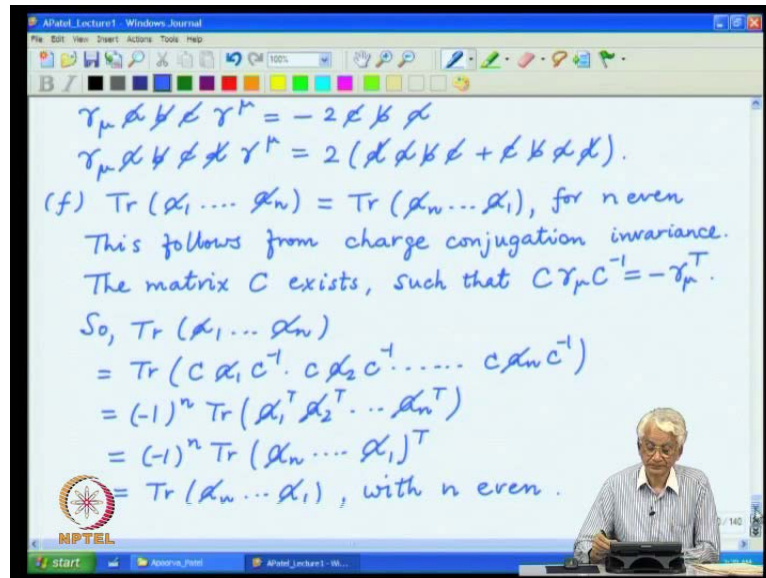 APatel_Lecture1 - Windows Journal
File Edit View Insert Actions Tools Help
100%
B I
γ_μ a̸ b̸ c̸ γ^μ = - 2 c̸ b̸ a̸
γ_μ a̸ b̸ c̸ d̸ γ^μ = 2 ( d̸ a̸ b̸ c̸ + c̸ b̸ a̸ d̸ ).
(f) Tr (a̸_1 .... a̸_n) = Tr (a̸_n ... a̸_1), for n even
This follows from charge conjugation invariance.
The matrix C exists, such that C γ_μ C^-1 = - γ_μ^T.
So, Tr (a̸_1 ... a̸_n)
= Tr ( C a̸_1 C^-1 . C a̸_2 C^-1 ...... C a̸_n C^-1 )
= (-1)^n Tr ( a̸_1^T a̸_2^T ... a̸_n^T )
= (-1)^n Tr ( a̸_n .... a̸_1 )^T
= Tr (a̸_n ... a̸_1) , with n even .
NPTEL
/ 140
start
Apoorva_Patel
APatel_Lecture1 - Wi...